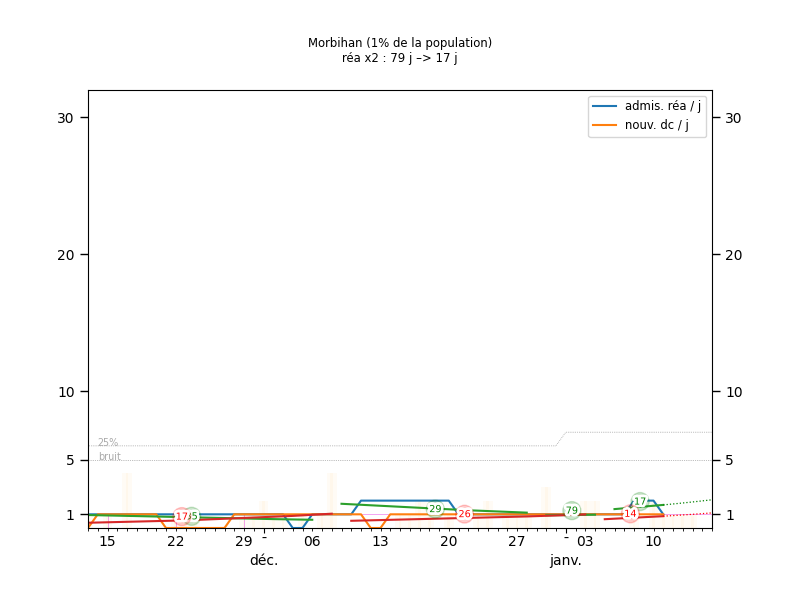 Morbihan (1% de la population)
réa x2 : 79 j –> 17 j
admis. réa / j
nouv. dc / j
30 30
20 20
10 10
25%
bruit
5 5
1 1
17 29 26 79 14 17
15 22 29 - 06 13 20 27 - 03 10
déc. janv.